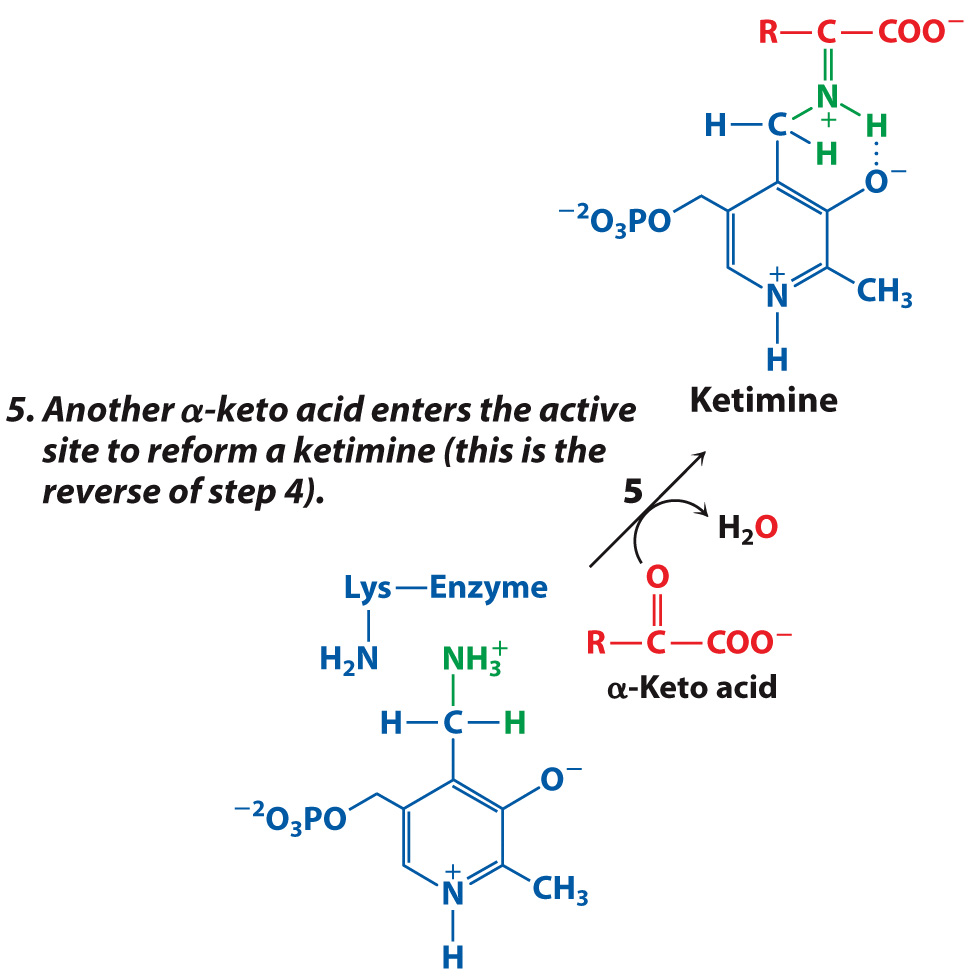 R—C—COO⁻
N
+
H—C
H
H
O⁻
⁻²O₃PO
+
N
CH₃
H
Ketimine
5. Another α-keto acid enters the active
site to reform a ketimine (this is the
reverse of step 4).
5
H₂O
O
Lys—Enzyme
R—C—COO⁻
H₂N
NH₃⁺
α-Keto acid
H—C—H
O⁻
⁻²O₃PO
+
N
CH₃
H